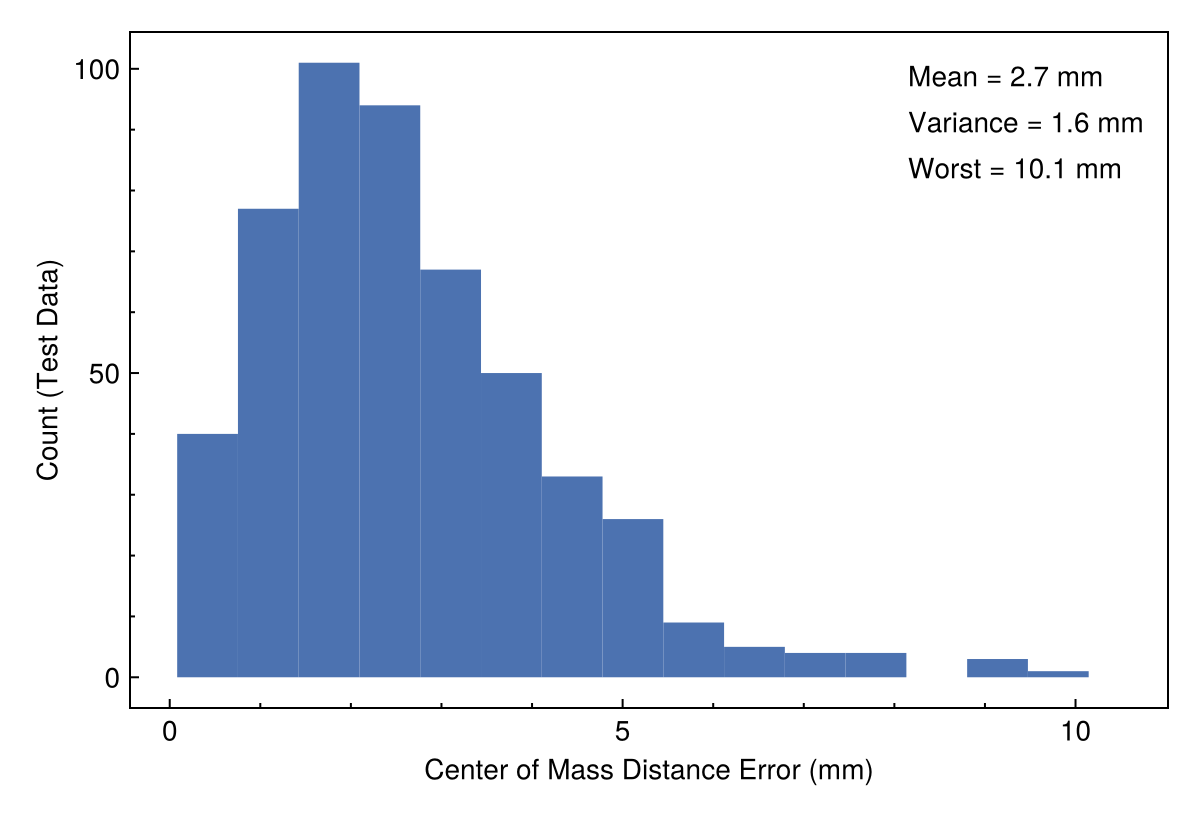 Mean = 2.7 mm
Variance = 1.6 mm
Worst = 10.1 mm
100
50
0
Count (Test Data)
0 5 10
Center of Mass Distance Error (mm)